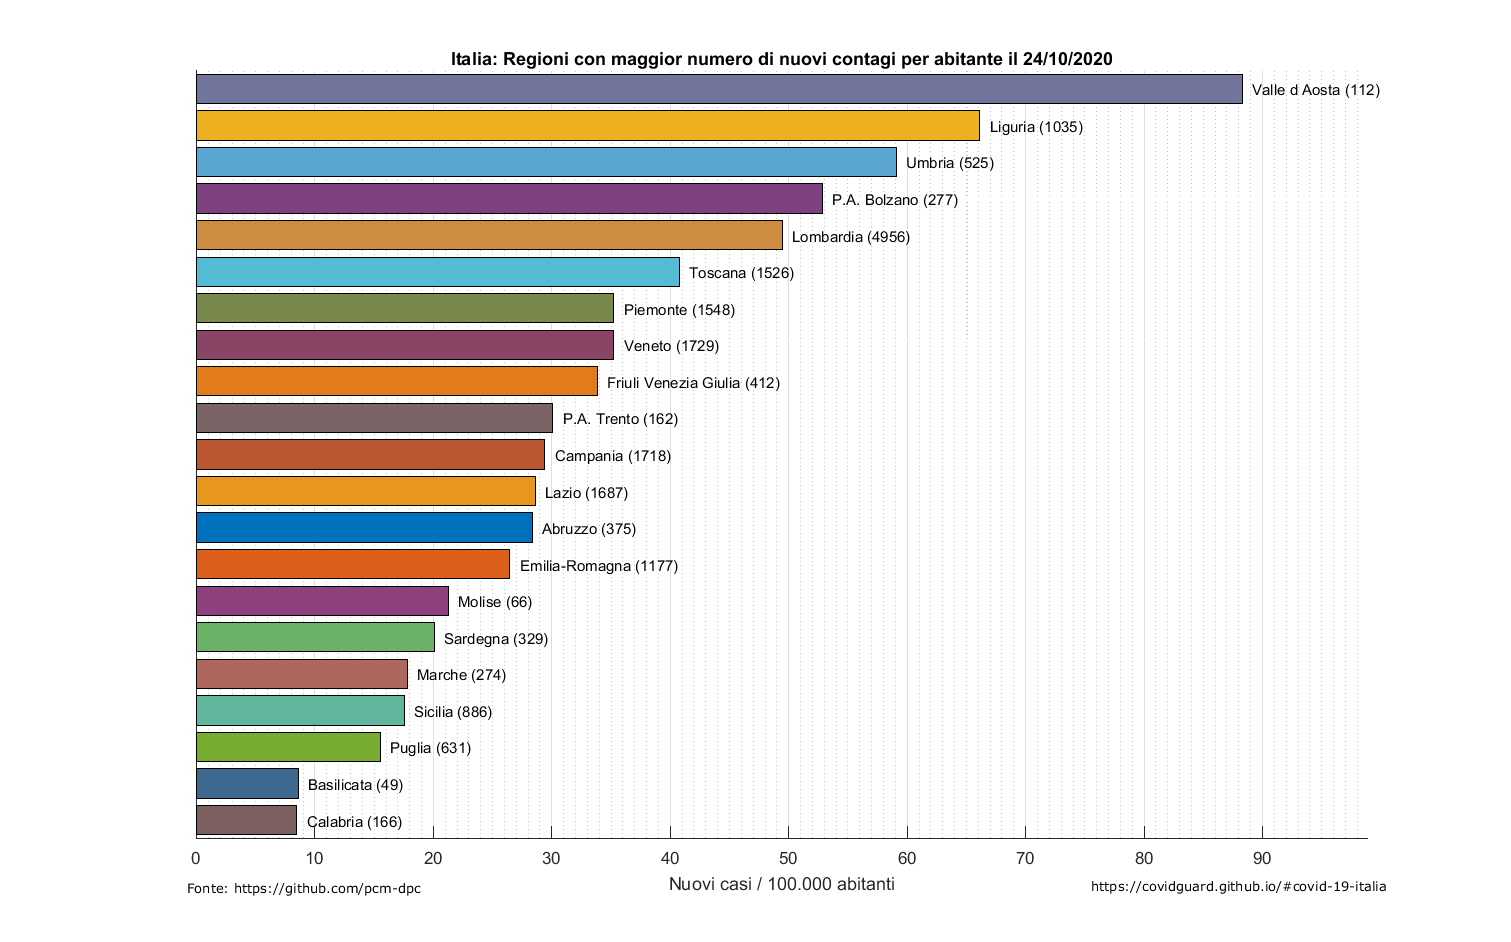 Italia: Regioni con maggior numero di nuovi contagi per abitante il 24/10/2020
Valle d Aosta (112)
Liguria (1035)
Umbria (525)
P.A. Bolzano (277)
Lombardia (4956)
Toscana (1526)
Piemonte (1548)
Veneto (1729)
Friuli Venezia Giulia (412)
P.A. Trento (162)
Campania (1718)
Lazio (1687)
Abruzzo (375)
Emilia-Romagna (1177)
Molise (66)
Sardegna (329)
Marche (274)
Sicilia (886)
Puglia (631)
Basilicata (49)
Calabria (166)
0 10 20 30 40 50 60 70 80 90
Nuovi casi / 100.000 abitanti
Fonte: https://github.com/pcm-dpc
https://covidguard.github.io/#covid-19-italia